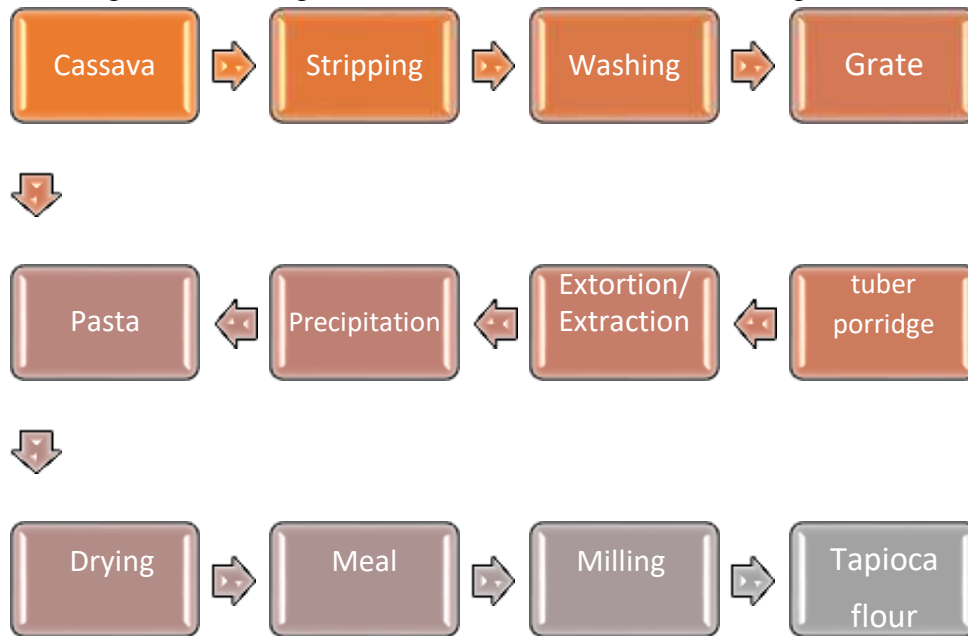 Cassava
Stripping
Washing
Grate
Pasta
Precipitation
Extortion/
Extraction
tuber
porridge
Drying
Meal
Milling
Tapioca
flour